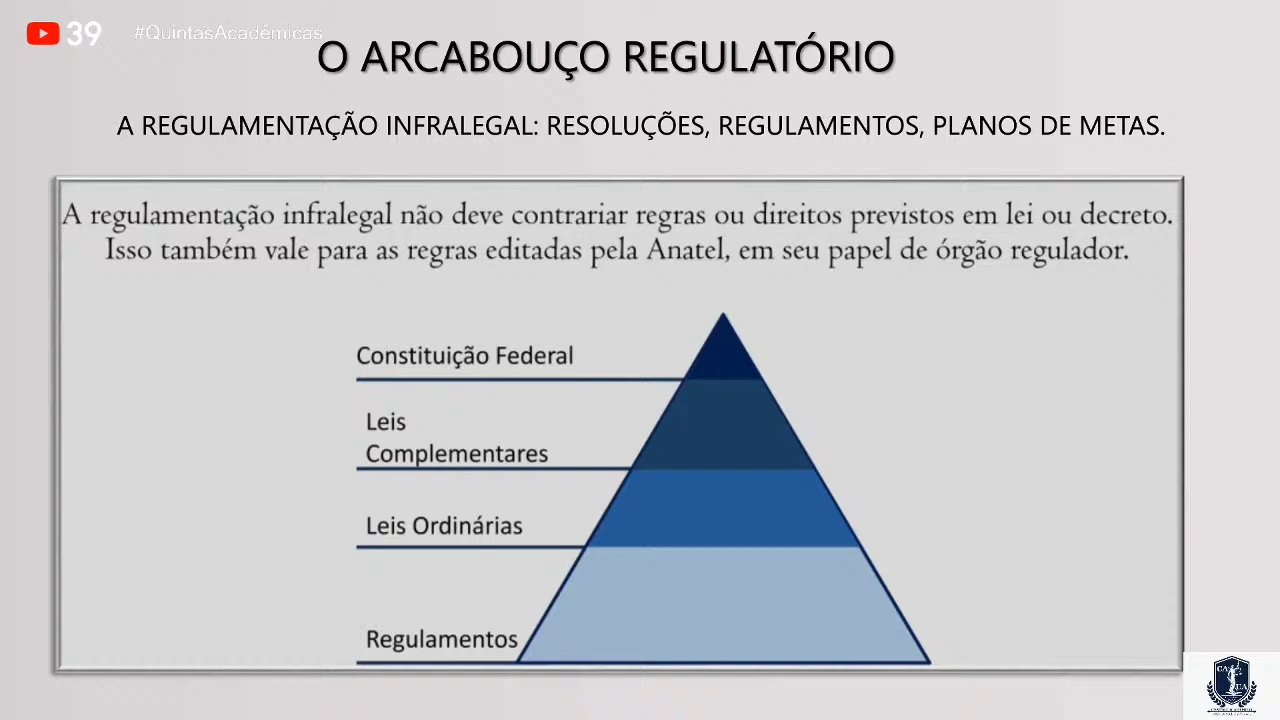 39
#QuintasAcadêmicas
O ARCABOUÇO REGULATÓRIO
A REGULAMENTAÇÃO INFRALEGAL: RESOLUÇÕES, REGULAMENTOS, PLANOS DE METAS.
A regulamentação infralegal não deve contrariar regras ou direitos previstos em lei ou decreto.
Isso também vale para as regras editadas pela Anatel, em seu papel de órgão regulador.
Constituição Federal
Leis
Complementares
Leis Ordinárias
Regulamentos